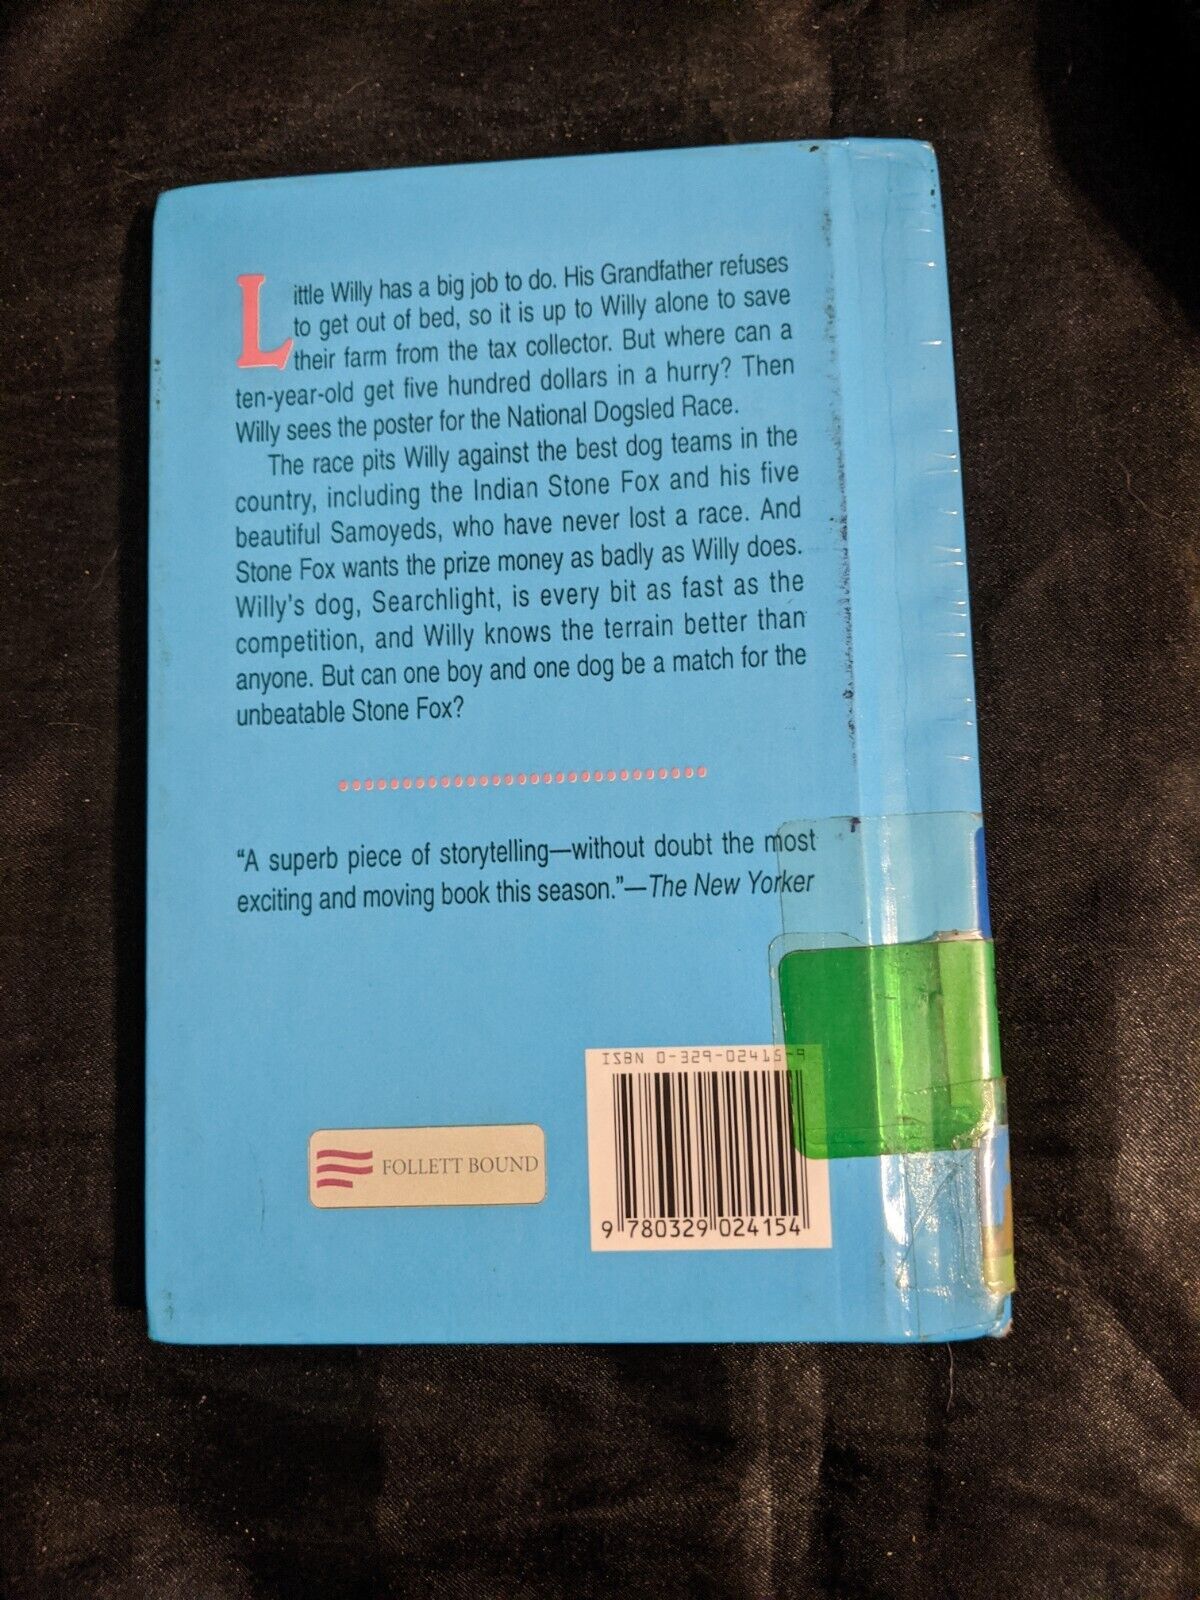 Little Willy has a big job to do. His Grandfather refuses
to get out of bed, so it is up to Willy alone to save
their farm from the tax collector. But where can a
ten-year-old get five hundred dollars in a hurry? Then
Willy sees the poster for the National Dogsled Race.
The race pits Willy against the best dog teams in the
country, including the Indian Stone Fox and his five
beautiful Samoyeds, who have never lost a race. And
Stone Fox wants the prize money as badly as Willy does.
Willy's dog, Searchlight, is every bit as fast as the
competition, and Willy knows the terrain better than
anyone. But can one boy and one dog be a match for the
unbeatable Stone Fox?
“A superb piece of storytelling—without doubt the most
exciting and moving book this season.”—The New Yorker
ISBN 0-329-02415-9
FOLLETT BOUND
9 780329 024154